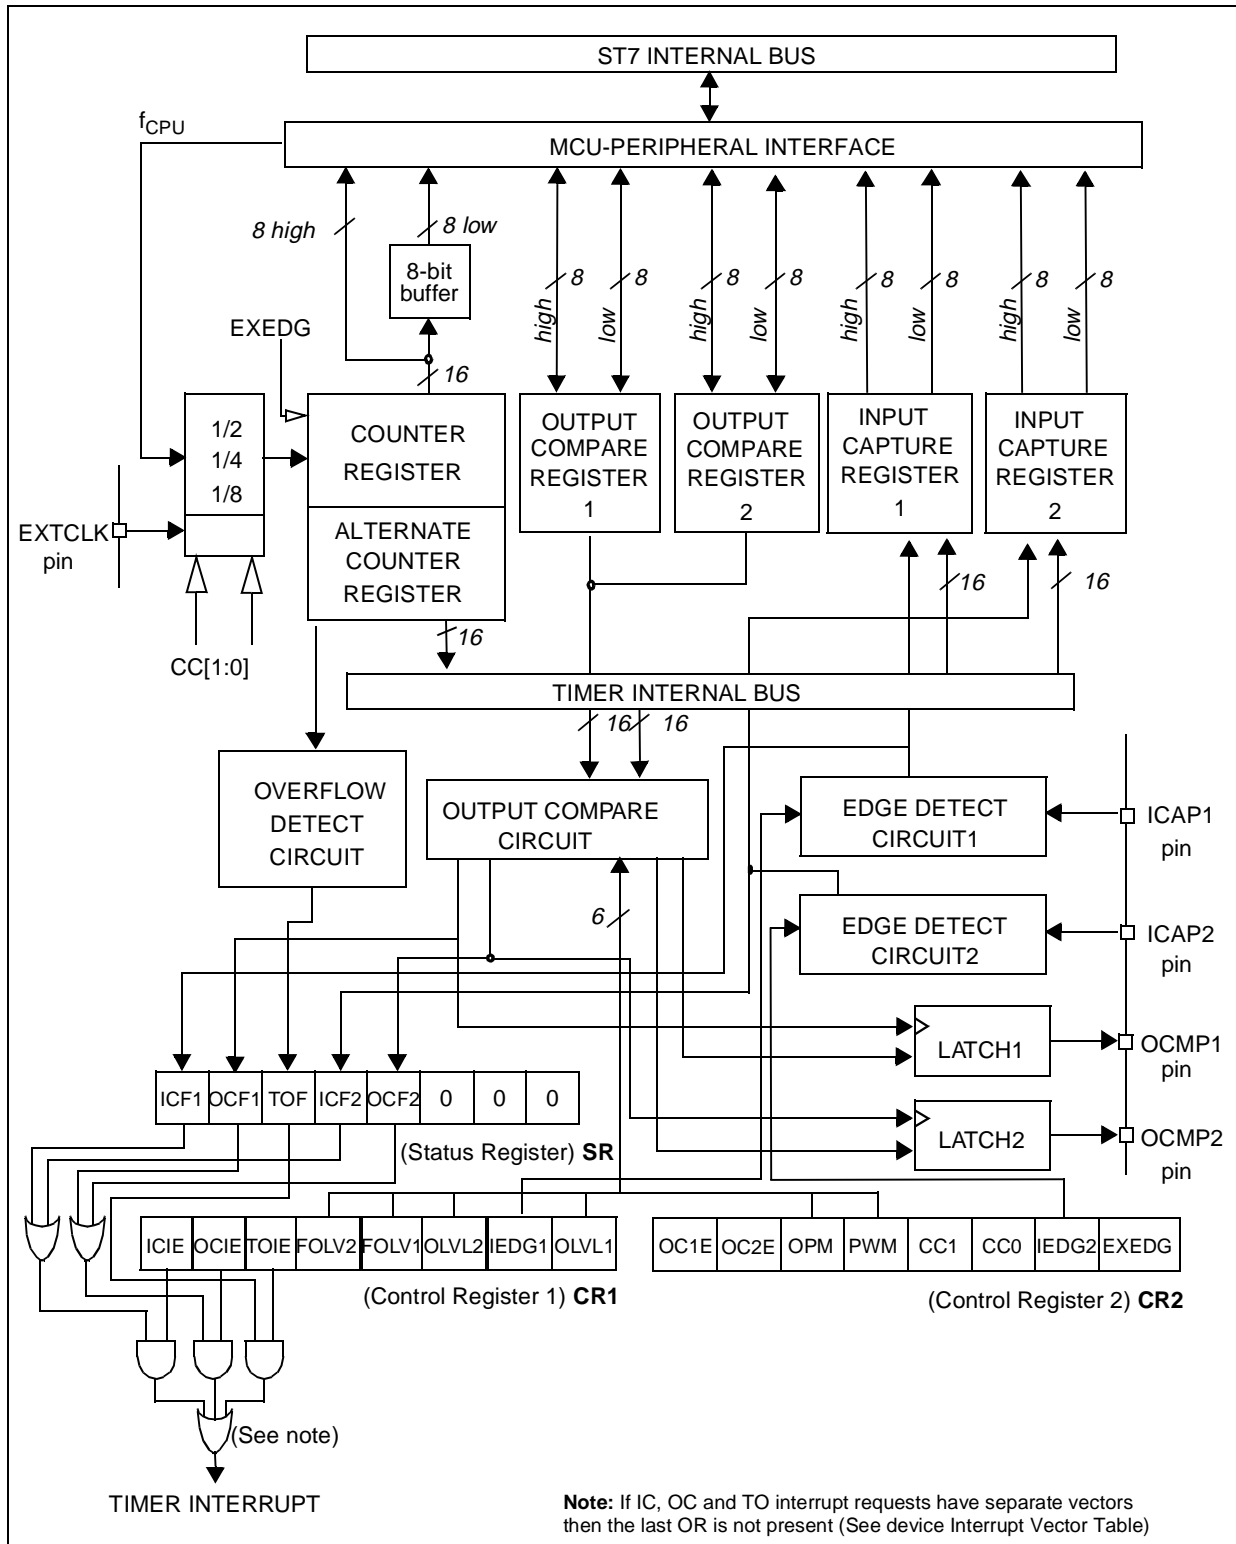 ST7 INTERNAL BUS
fCPU
MCU-PERIPHERAL INTERFACE
8 high
8 low
8-bit
buffer
high 8 low 8 high 8 low 8 high 8 low 8 high 8 low 8
EXEDG
16
1/2
1/4
1/8
COUNTER
REGISTER
OUTPUT
COMPARE
REGISTER
1
OUTPUT
COMPARE
REGISTER
2
INPUT
CAPTURE
REGISTER
1
INPUT
CAPTURE
REGISTER
2
EXTCLK
pin
ALTERNATE
COUNTER
REGISTER
16
16
16
CC[1:0]
TIMER INTERNAL BUS
16 16
OVERFLOW
DETECT
CIRCUIT
OUTPUT COMPARE
CIRCUIT
6
EDGE DETECT
CIRCUIT1
ICAP1
pin
EDGE DETECT
CIRCUIT2
ICAP2
pin
LATCH1
OCMP1
pin
LATCH2
OCMP2
pin
ICF1 OCF1 TOF ICF2 OCF2 0 0 0
(Status Register) SR
ICIE OCIE TOIE FOLV2 FOLV1 OLVL2 IEDG1 OLVL1
(Control Register 1) CR1
OC1E OC2E OPM PWM CC1 CC0 IEDG2 EXEDG
(Control Register 2) CR2
(See note)
TIMER INTERRUPT
Note: If IC, OC and TO interrupt requests have separate vectors
then the last OR is not present (See device Interrupt Vector Table)